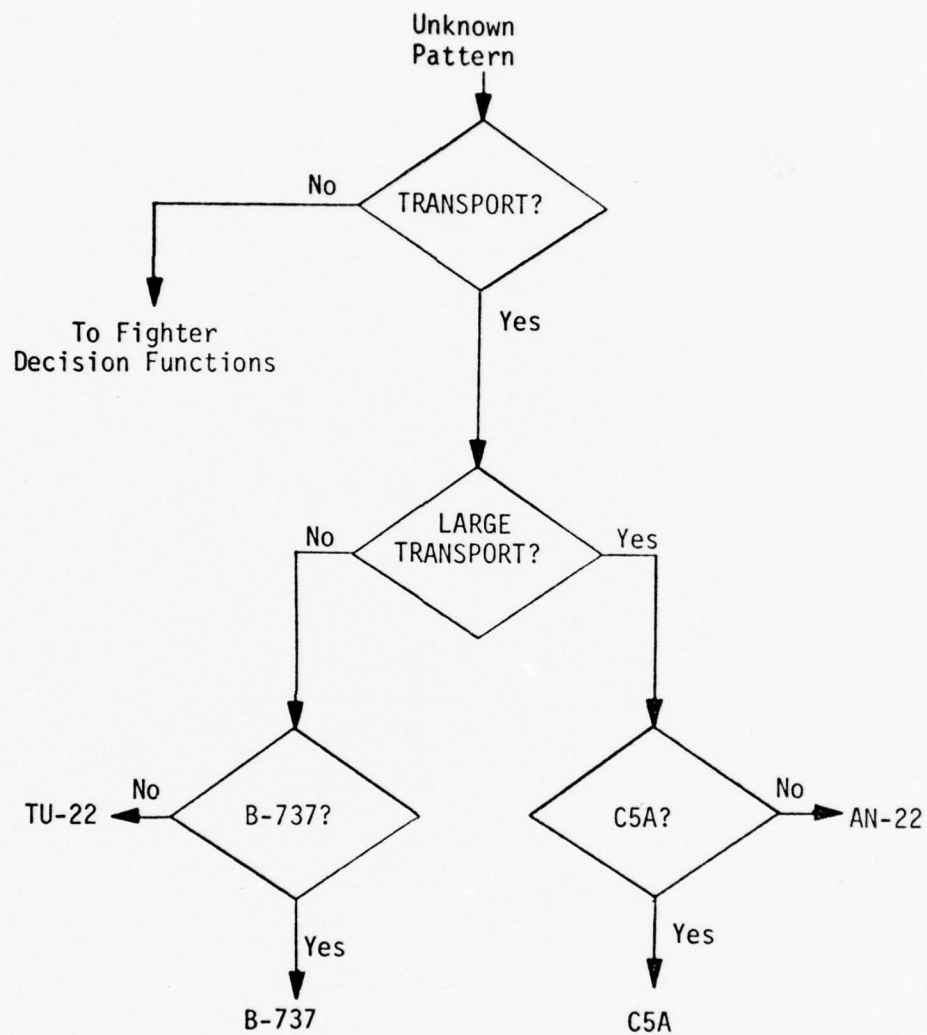 Unknown
Pattern
No
TRANSPORT?
Yes
To Fighter
Decision Functions
LARGE
TRANSPORT?
No
Yes
No
B-737?
TU-22
C5A?
No
AN-22
Yes
B-737
Yes
C5A